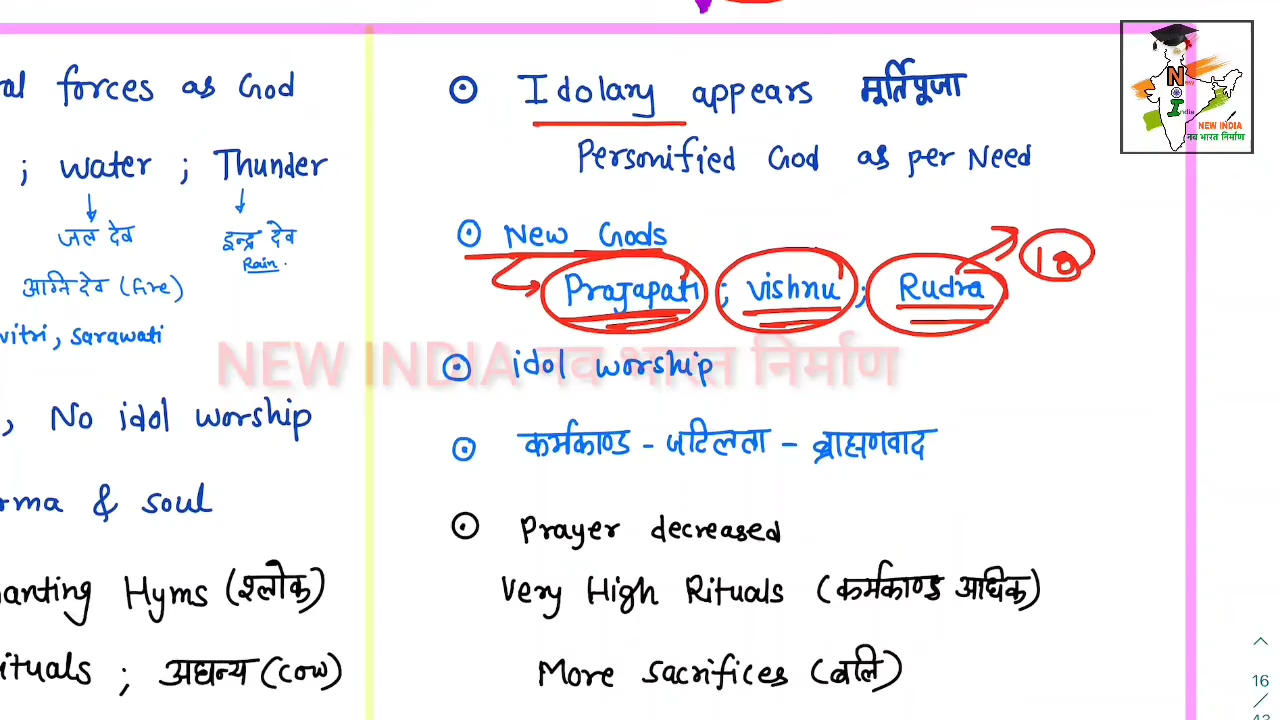 al forces as God
; water ; Thunder
जल देव
इन्द्र देव
Rain.
अग्नि देव (fire)
vitri, sarawati
, No idol worship
rma & soul
anting Hyms (श्लोक)
ituals ; अघन्य (cow)
Idolary appears मूर्तिपूजा
Personified God as per Need
New Gods
Prajapati ; vishnu ; Rudra
idol worship
कर्मकाण्ड - जटिलता - ब्राह्मणवाद
Prayer decreased
Very High Rituals (कर्मकाण्ड अधिक)
More sacrifices (बलि)
NEW INDIA नव भारत निर्माण
N
I
India
NEW INDIA
नव भारत निर्माण
16
/
43